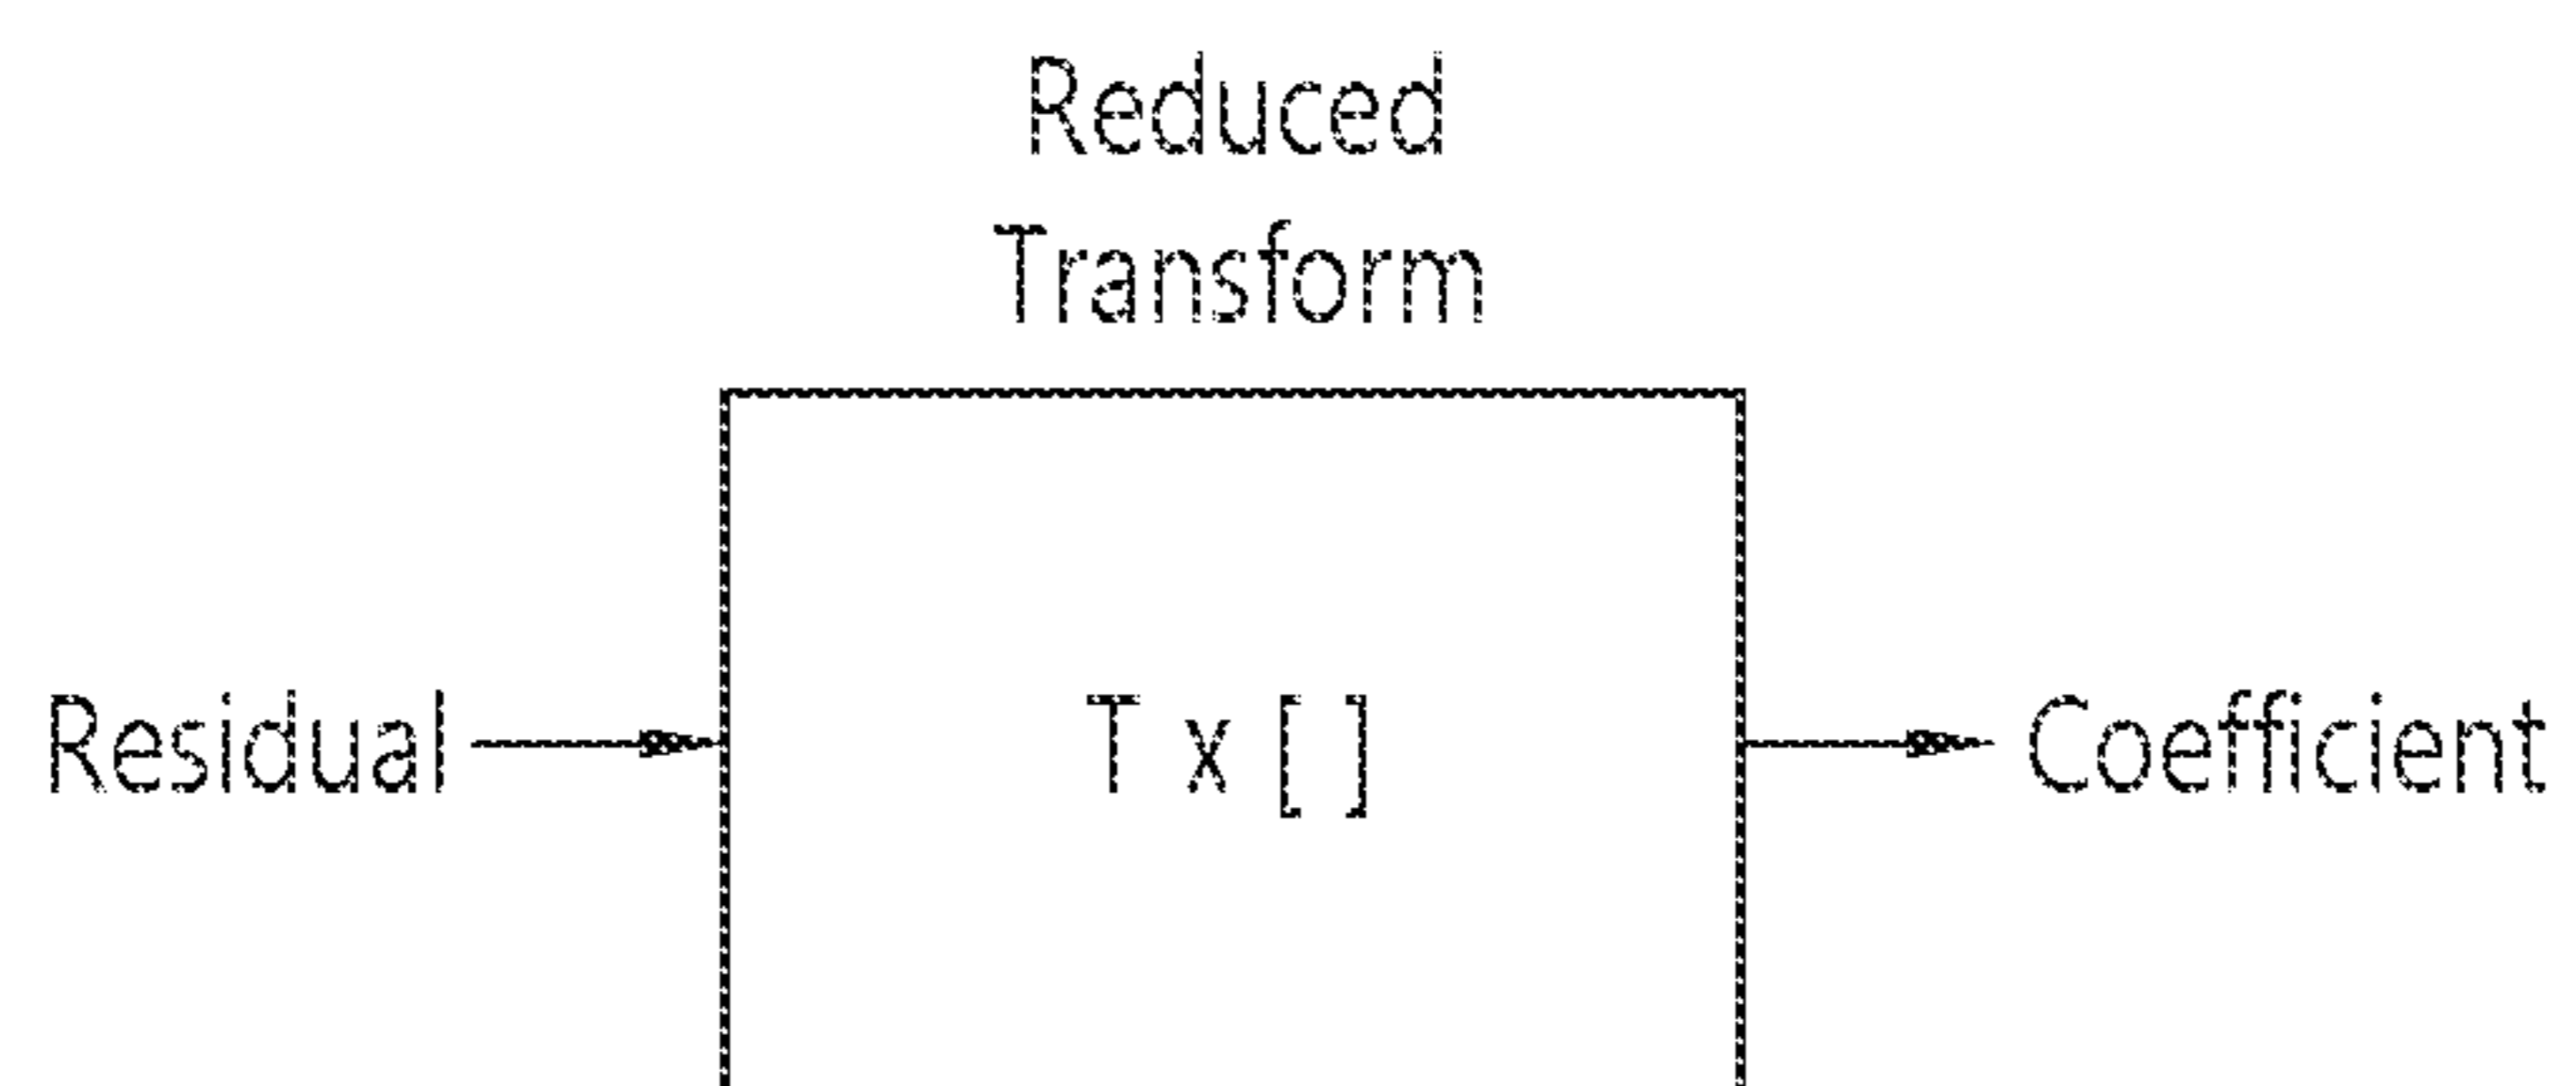 Reduced
Transform
Residual
T x [ ]
Coefficient